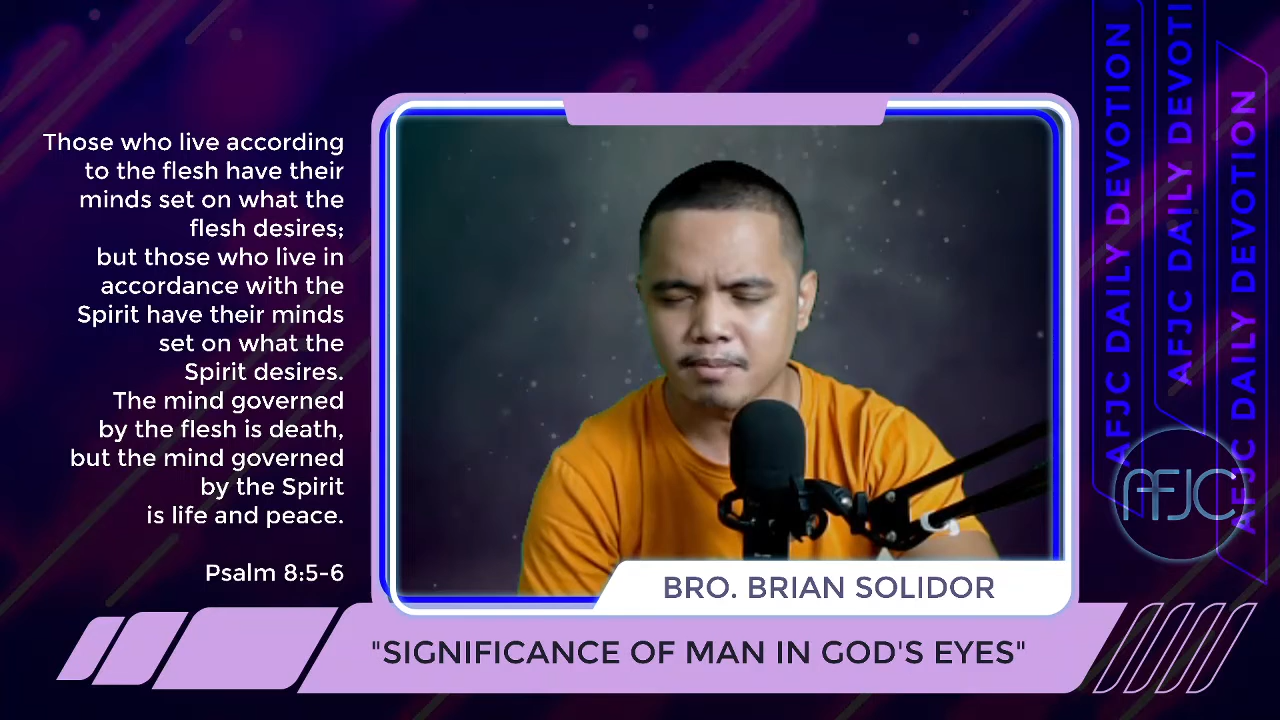 Those who live according
to the flesh have their
minds set on what the
flesh desires;
but those who live in
accordance with the
Spirit have their minds
set on what the
Spirit desires.
The mind governed
by the flesh is death,
but the mind governed
by the Spirit
is life and peace.
Psalm 8:5-6
BRO. BRIAN SOLIDOR
"SIGNIFICANCE OF MAN IN GOD'S EYES"
AFJC DAILY DEVOTION
AFJC DAILY DEVOTI
AFJC DAILY DEVOTION
AFJC